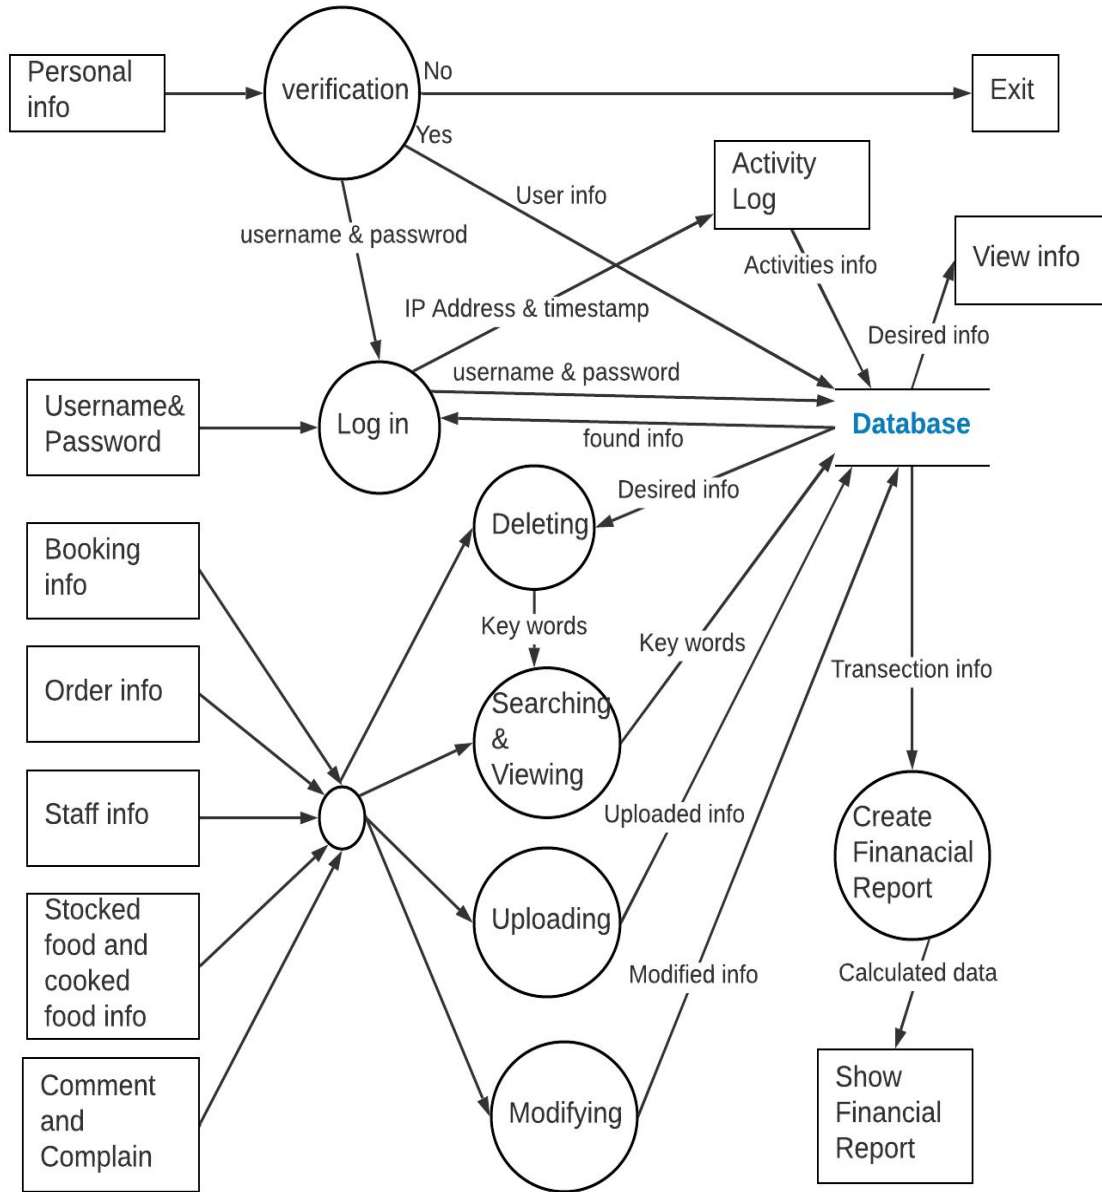 Personal
info
verification
No
Yes
Exit
Activity
Log
User info
username & passwrod
Activities info
View info
IP Address & timestamp
Desired info
username & password
Username&
Password
Log in
Database
found info
Desired info
Deleting
Booking
info
Key words
Key words
Order info
Searching
&
Viewing
Transection info
Staff info
Uploaded info
Create
Finanacial
Report
Stocked
food and
cooked
food info
Uploading
Modified info
Calculated data
Comment
and
Complain
Modifying
Show
Financial
Report